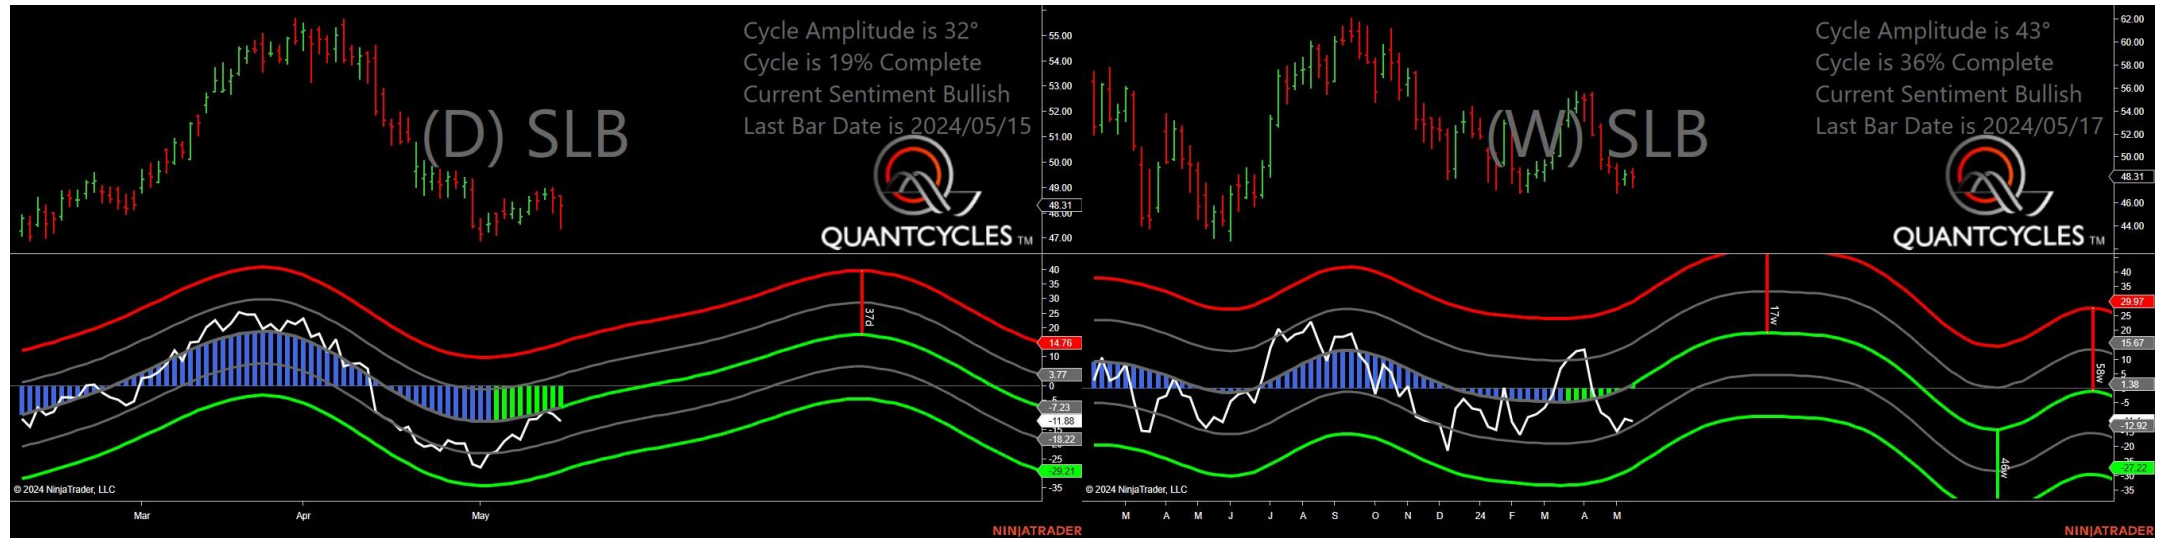 Cycle Amplitude is 32°
Cycle is 19% Complete
Current Sentiment Bullish
Last Bar Date is 2024/05/15
(D) SLB
QUANTCYCLES TM
55.00
54.00
53.00
52.00
51.00
50.00
49.00
48.31
48.00
47.00
37d
40
35
30
25
20
14.76
10
3.77
0
-5
-7.23
-11.88
-15
-18.22
-25
-29.21
-35
© 2024 NinjaTrader, LLC
Mar
Apr
May
NINJATRADER
Cycle Amplitude is 43°
Cycle is 36% Complete
Current Sentiment Bullish
Last Bar Date is 2024/05/17
(W) SLB
QUANTCYCLES TM
62.00
60.00
58.00
56.00
54.00
52.00
50.00
48.31
46.00
44.00
17w
46w
58w
40
35
29.97
25
20
15.67
10
5
1.38
-5
-12.92
-20
-27.22
-30
-35
© 2024 NinjaTrader, LLC
M A M J J A S O N D 24 F M A M
NINJATRADER